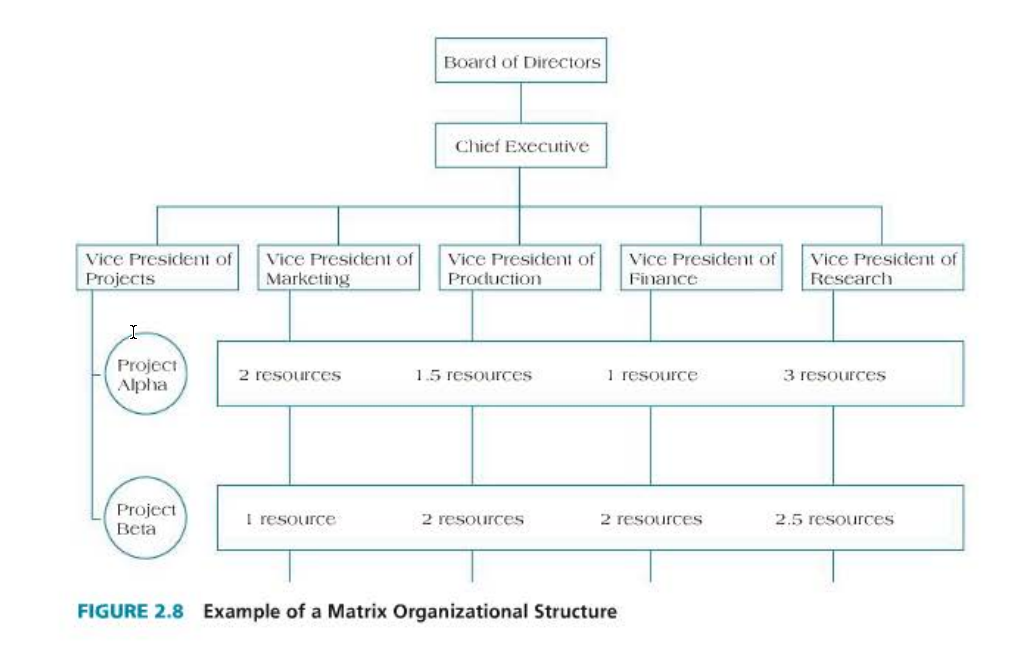 Board of Directors
Chief Executive
Vice President of
Projects
Vice President of
Marketing
Vice President of
Production
Vice President of
Finance
Vice President of
Research
Project
Alpha
2 resources
1.5 resources
1 resource
3 resources
Project
Beta
1 resource
2 resources
2 resources
2.5 resources
FIGURE 2.8 Example of a Matrix Organizational Structure